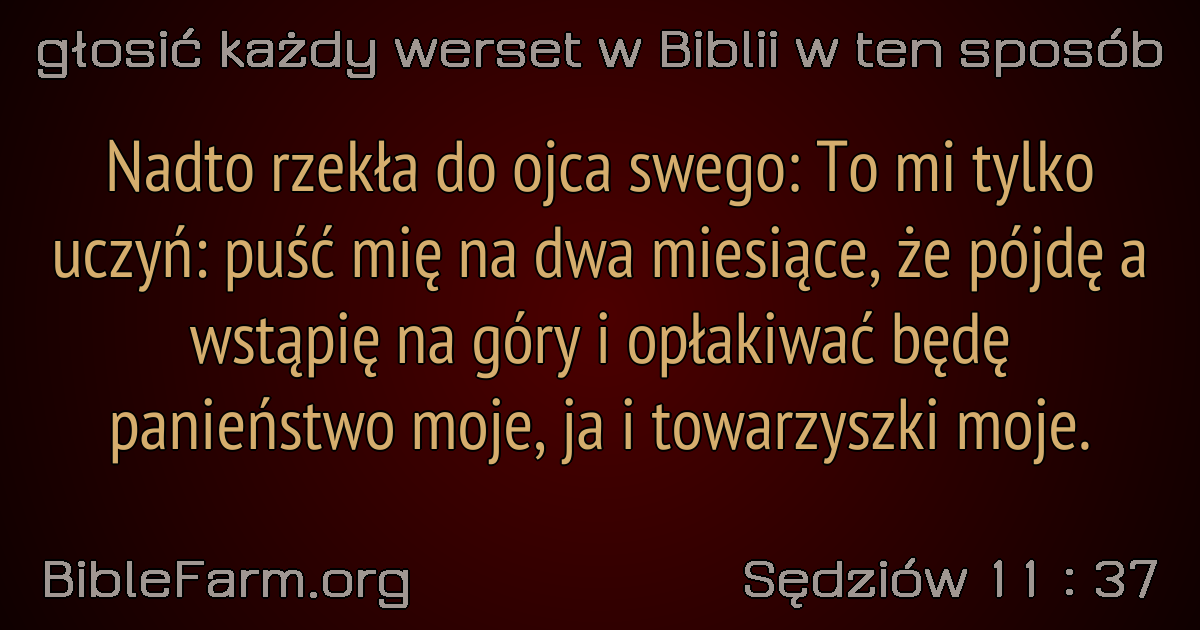 głosić każdy werset w Biblii w ten sposób
Nadto rzekła do ojca swego: To mi tylko
uczyń: puść mię na dwa miesiące, że pójdę a
wstąpię na góry i opłakiwać będę
panieństwo moje, ja i towarzyszki moje.
BibleFarm.org
Sędziów 11 : 37